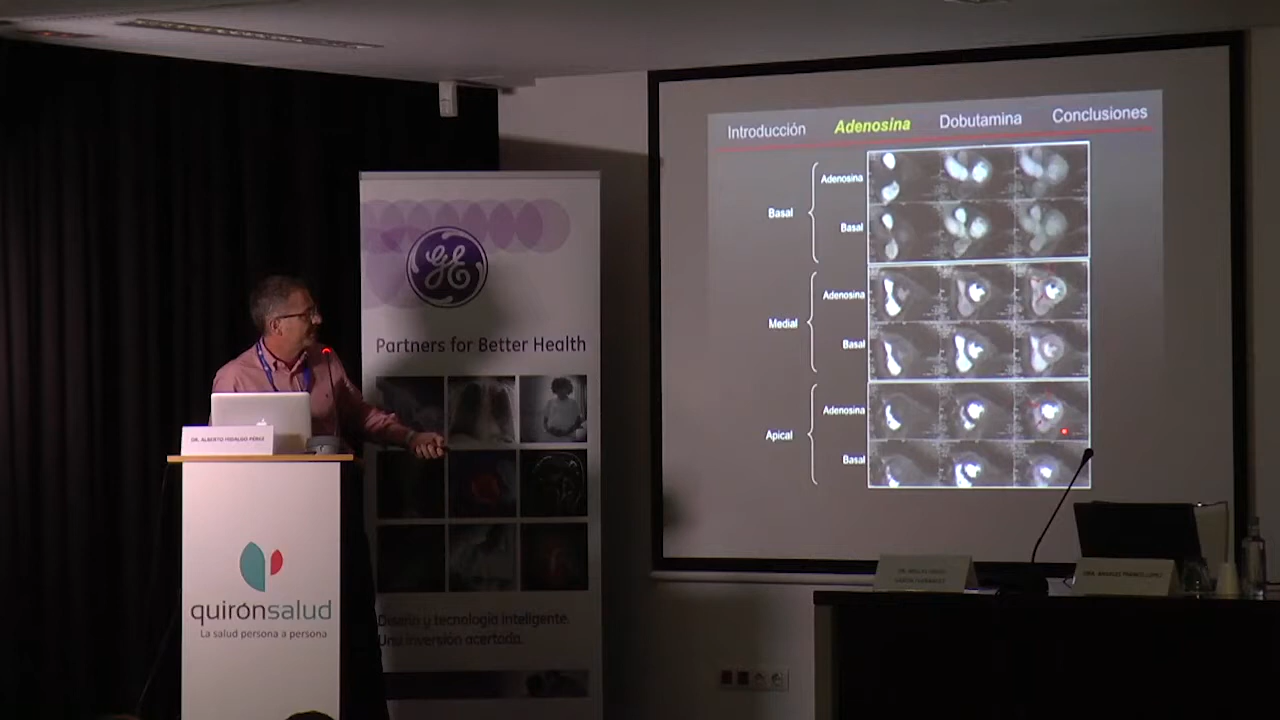 Introducción Adenosina Dobutamina Conclusiones
Basal
Adenosina
Basal
Medial
Adenosina
Basal
Apical
Adenosina
Basal
GE
Partners for Better Health
Diseño y tecnología inteligente.
Una inversión acertada.
DR. ALBERTO HIDALGO PÉREZ
quirónsalud
La salud persona a persona